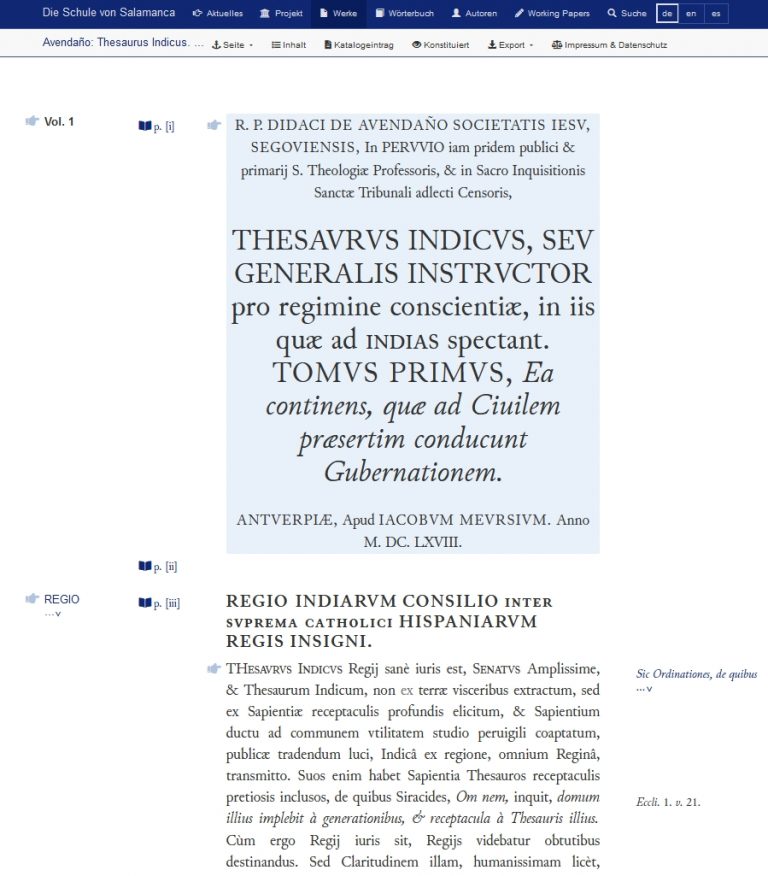 Die Schule von Salamanca Aktuelles Projekt Werke Wörterbuch Autoren Working Papers Suche de en es
Avendaño: Thesaurus Indicus. ... Seite Inhalt Katalogeintrag Konstituiert Export Impressum & Datenschutz
Vol. 1
p. [i]
R. P. DIDACI DE AVENDAÑO SOCIETATIS IESV,
SEGOVIENSIS, In PERVVIO iam pridem publici &
primarij S. Theologiæ Professoris, & in Sacro Inquisitionis
Sanctæ Tribunali adlecti Censoris,
THESAVRVS INDICVS, SEV
GENERALIS INSTRVCTOR
pro regimine conscientiæ, in iis
quæ ad INDIAS spectant.
TOMVS PRIMVS, Ea
continens, quæ ad Ciuilem
præsertim conducunt
Gubernationem.
ANTVERPIÆ, Apud IACOBVM MEVRSIVM. Anno
M. DC. LXVIII.
p. [ii]
REGIO
...v
p. [iii]
REGIO INDIARVM CONSILIO INTER
SVPREMA CATHOLICI HISPANIARVM
REGIS INSIGNI.
THESAVRVS INDICVS Regij sanè iuris est, SENATVS Amplissime,
& Thesaurum Indicum, non ex terræ visceribus extractum, sed
ex Sapientiæ receptaculis profundis elicitum, & Sapientium
ductu ad communem vtilitatem studio peruigili coaptatum,
publicæ tradendum luci, Indicâ ex regione, omnium Reginâ,
transmitto. Suos enim habet Sapientia Thesauros receptaculis
pretiosis inclusos, de quibus Siracides, Om nem, inquit, domum
illius implebit à generationibus, & receptacula à Thesauris illius.
Cùm ergo Regij iuris sit, Regijs videbatur obtutibus
destinandus. Sed Claritudinem illam, humanissimam licèt,
Sic Ordinationes, de quibus
...v
Eccli. 1. v. 21.